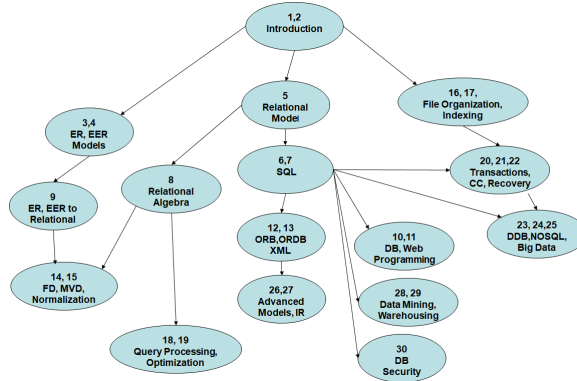 1,2
Introduction
5
Relational
Model
16, 17,
File Organization,
Indexing
3,4
ER, EER
Models
6,7
SQL
20, 21,22
Transactions,
CC, Recovery
8
Relational
Algebra
9
ER, EER to
Relational
12, 13
ORB,ORDB
XML
10,11
DB, Web
Programming
23, 24,25
DDB,NOSQL,
Big Data
14, 15
FD, MVD,
Normalization
26,27
Advanced
Models, IR
28, 29
Data Mining,
Warehousing
18, 19
Query Processing,
Optimization
30
DB
Security